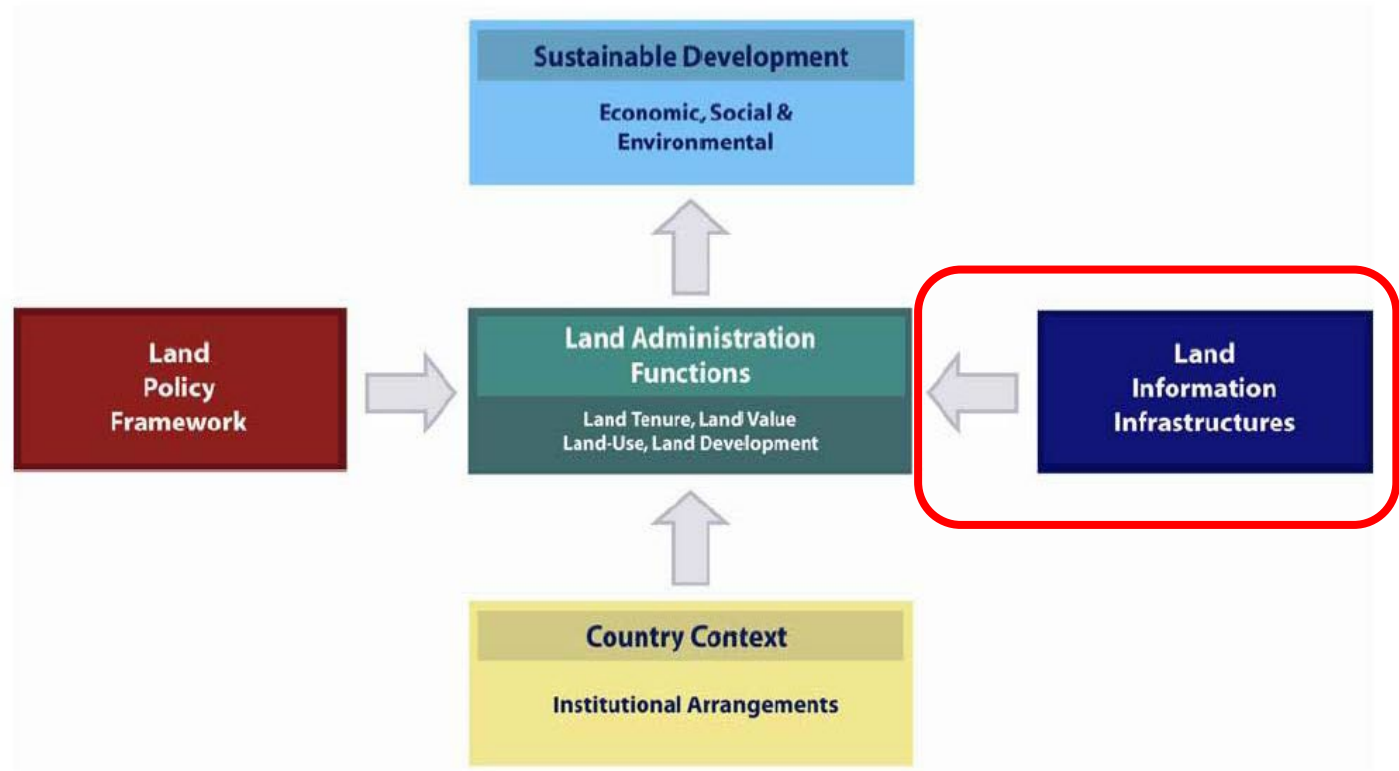 Sustainable Development
Economic, Social &
Environmental
Land
Policy
Framework
Land Administration
Functions
Land Tenure, Land Value
Land-Use, Land Development
Land
Information
Infrastructures
Country Context
Institutional Arrangements